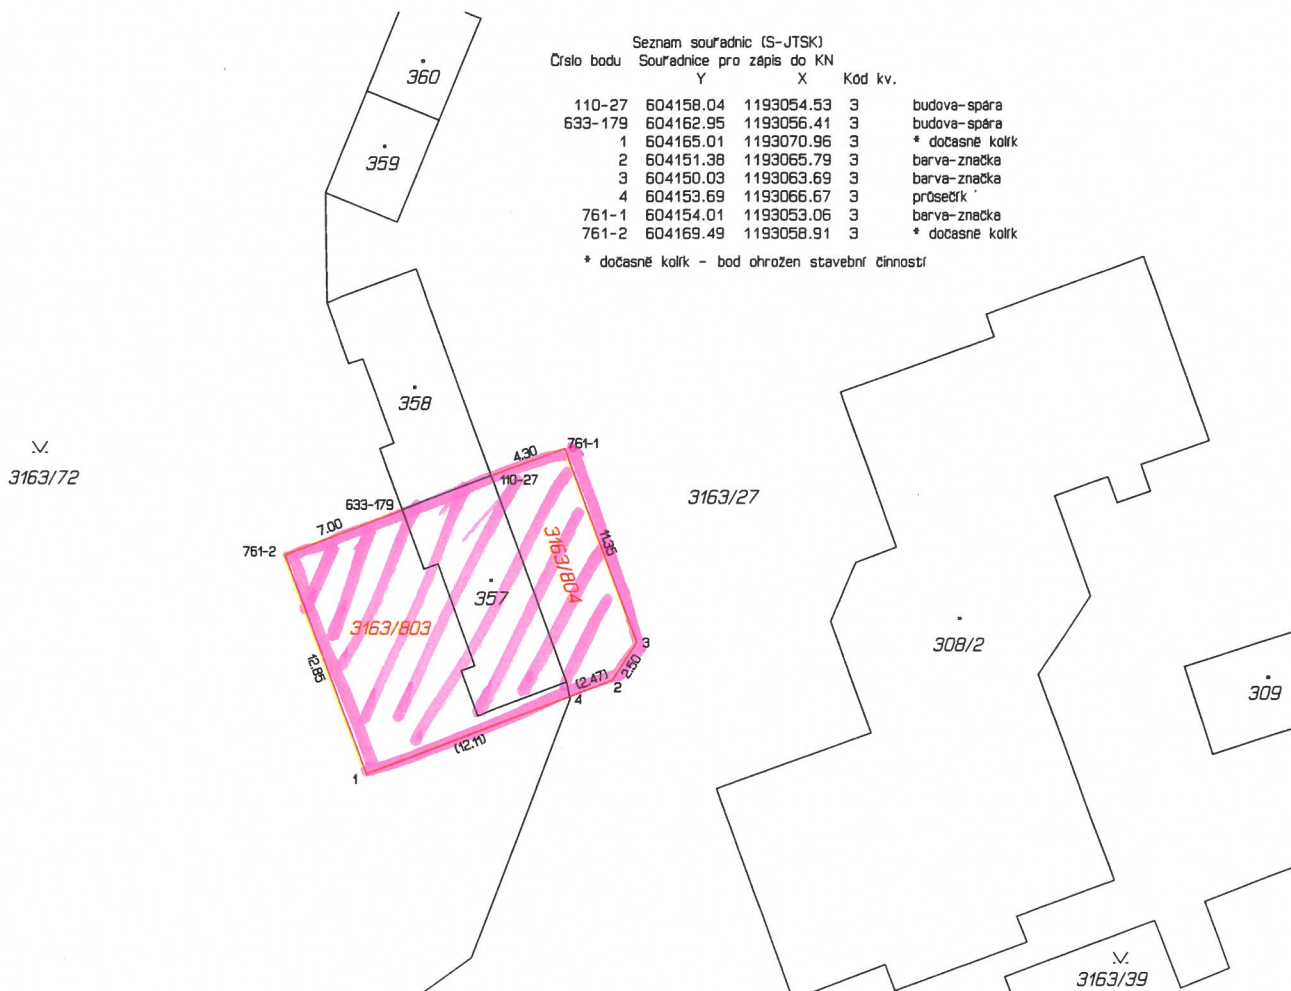 Seznam souřadnic (S-JTSK)
Číslo bodu Souřadnice pro zápis do KN
Y X Kód kv.
110-27 604158.04 1193054.53 3 budova-spára
633-179 604162.95 1193056.41 3 budova-spára
1 604165.01 1193070.96 3 * dočasně kolík
2 604151.38 1193065.79 3 barva-značka
3 604150.03 1193063.69 3 barva-značka
4 604153.69 1193066.67 3 průsečík
761-1 604154.01 1193053.06 3 barva-značka
761-2 604169.49 1193058.91 3 * dočasně kolík
* dočasně kolík - bod ohrožen stavební činností
360
359
358
3163/72
4.30
761-1
110-27
633-179
7.00
761-2
3163/27
11.35
3163/804
357
3163/803
12.85
308/2
3
2.50
(2.47)
2
4
309
(12.11)
1
3163/39